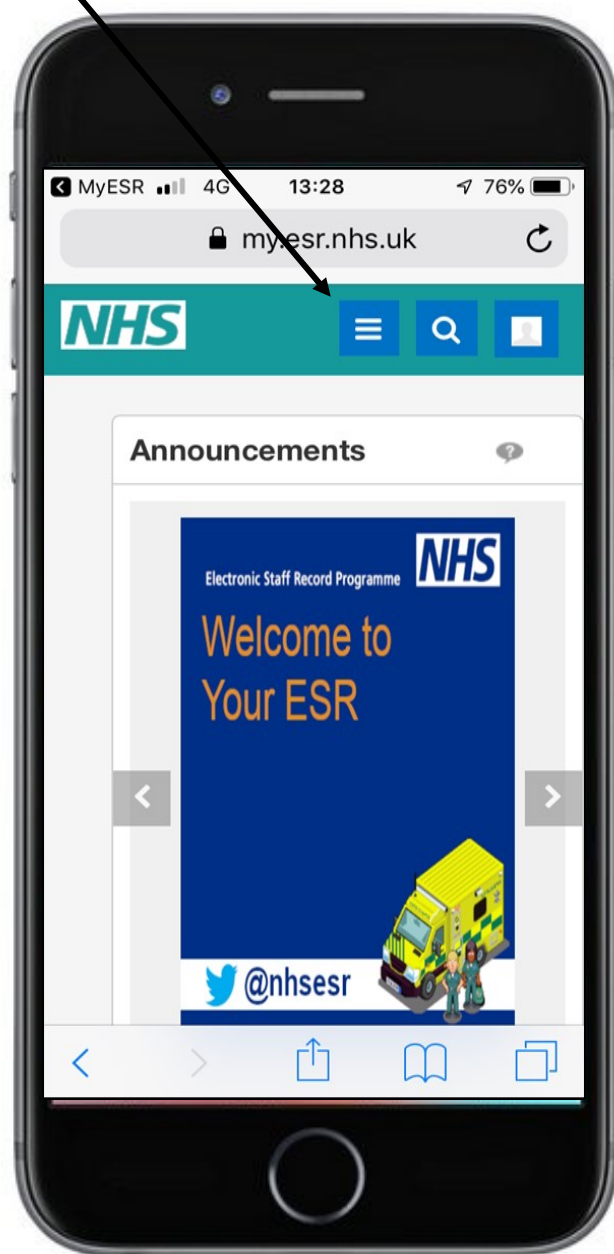 MyESR 4G 13:28 76%
my.esr.nhs.uk
NHS
Announcements
?
Electronic Staff Record Programme NHS
Welcome to
Your ESR
@nhsesr